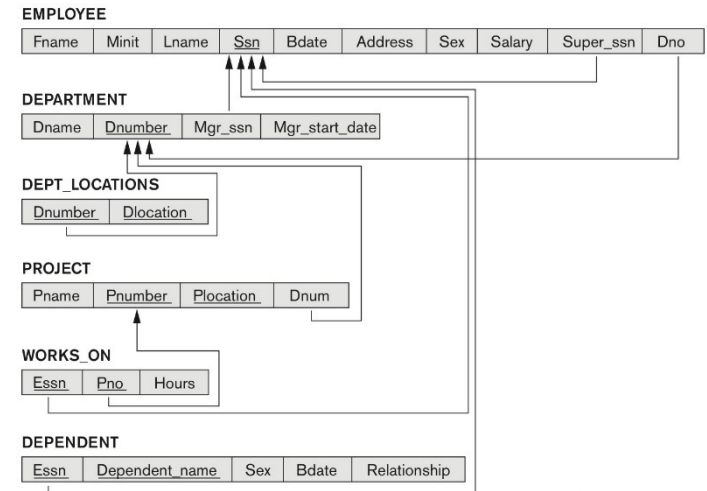 EMPLOYEE
Fname Minit Lname Ssn Bdate Address Sex Salary Super_ssn Dno
DEPARTMENT
Dname Dnumber Mgr_ssn Mgr_start_date
DEPT_LOCATIONS
Dnumber Dlocation
PROJECT
Pname Pnumber Plocation Dnum
WORKS_ON
Essn Pno Hours
DEPENDENT
Essn Dependent_name Sex Bdate Relationship